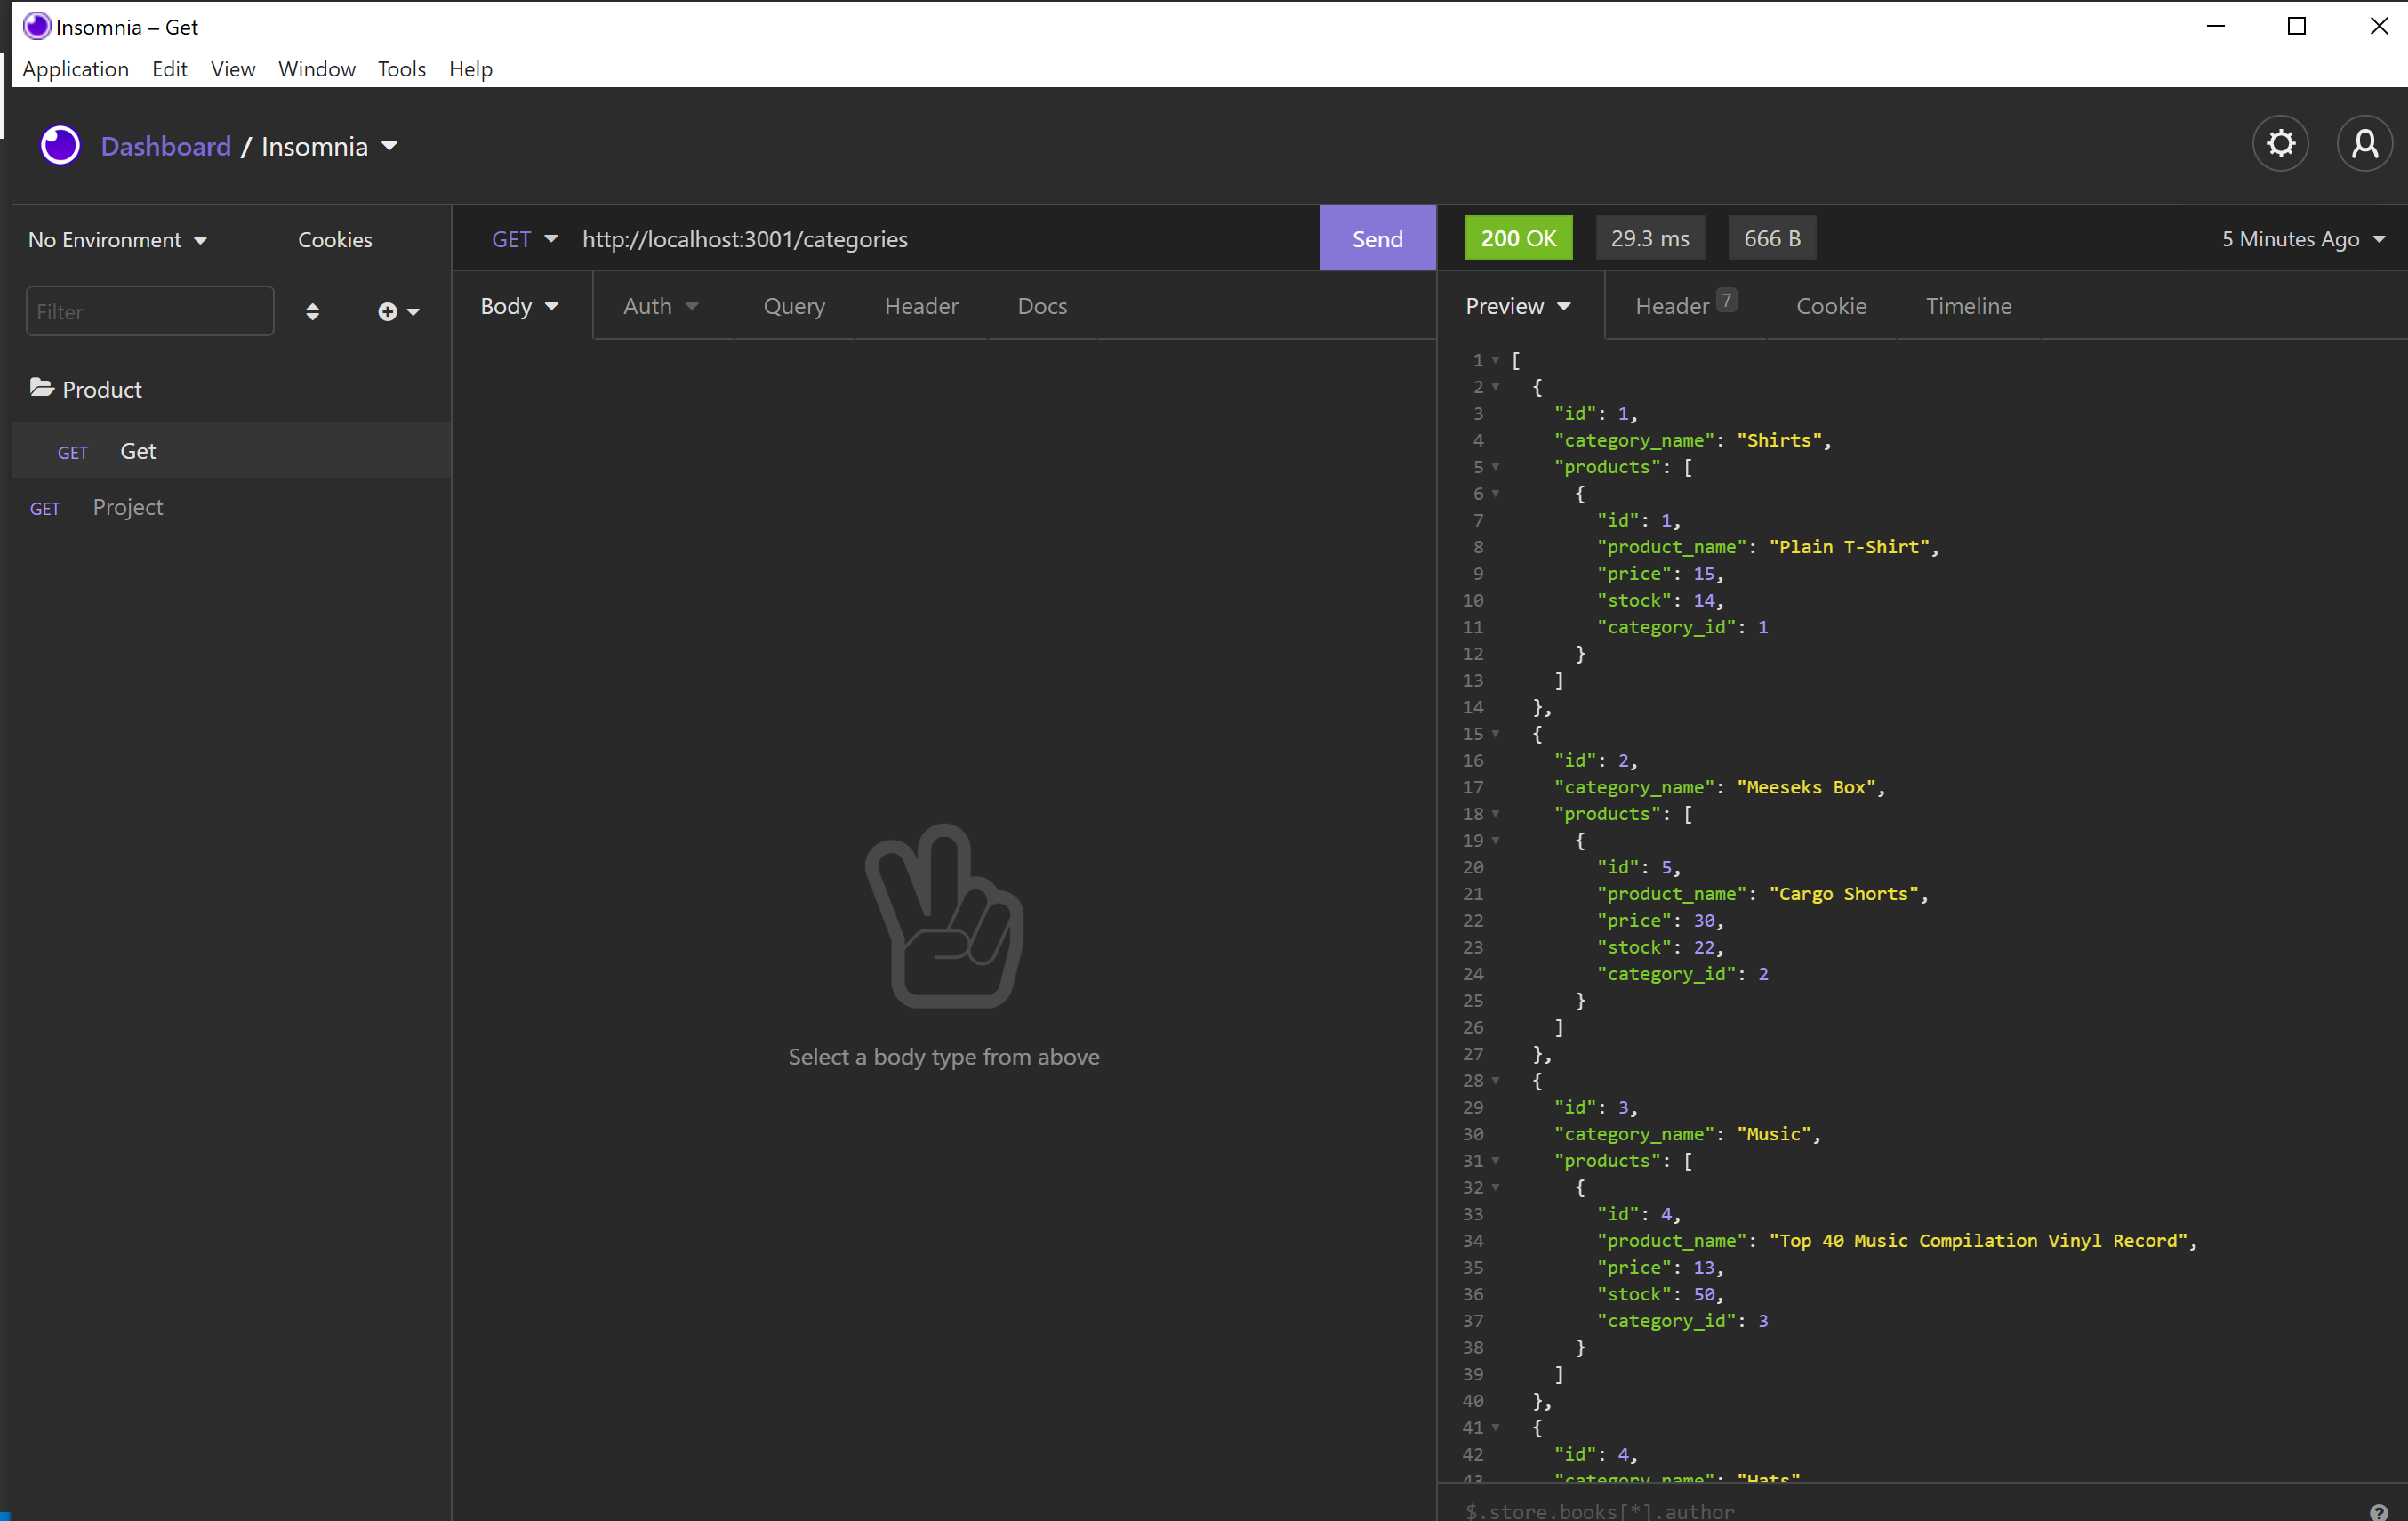 Insomnia – Get
Application Edit View Window Tools Help
Dashboard / Insomnia
No Environment Cookies
Filter
Product
GET Get
GET Project
GET http://localhost:3001/categories Send
Body Auth Query Header Docs
Select a body type from above
200 OK 29.3 ms 666 B 5 Minutes Ago
Preview Header 7 Cookie Timeline
1 [
2 {
3 "id": 1,
4 "category_name": "Shirts",
5 "products": [
6 {
7 "id": 1,
8 "product_name": "Plain T-Shirt",
9 "price": 15,
10 "stock": 14,
11 "category_id": 1
12 }
13 ]
14 },
15 {
16 "id": 2,
17 "category_name": "Meeseks Box",
18 "products": [
19 {
20 "id": 5,
21 "product_name": "Cargo Shorts",
22 "price": 30,
23 "stock": 22,
24 "category_id": 2
25 }
26 ]
27 },
28 {
29 "id": 3,
30 "category_name": "Music",
31 "products": [
32 {
33 "id": 4,
34 "product_name": "Top 40 Music Compilation Vinyl Record",
35 "price": 13,
36 "stock": 50,
37 "category_id": 3
38 }
39 ]
40 },
41 {
42 "id": 4,
43 "category_name": "Hats"
$.store.books[*].author